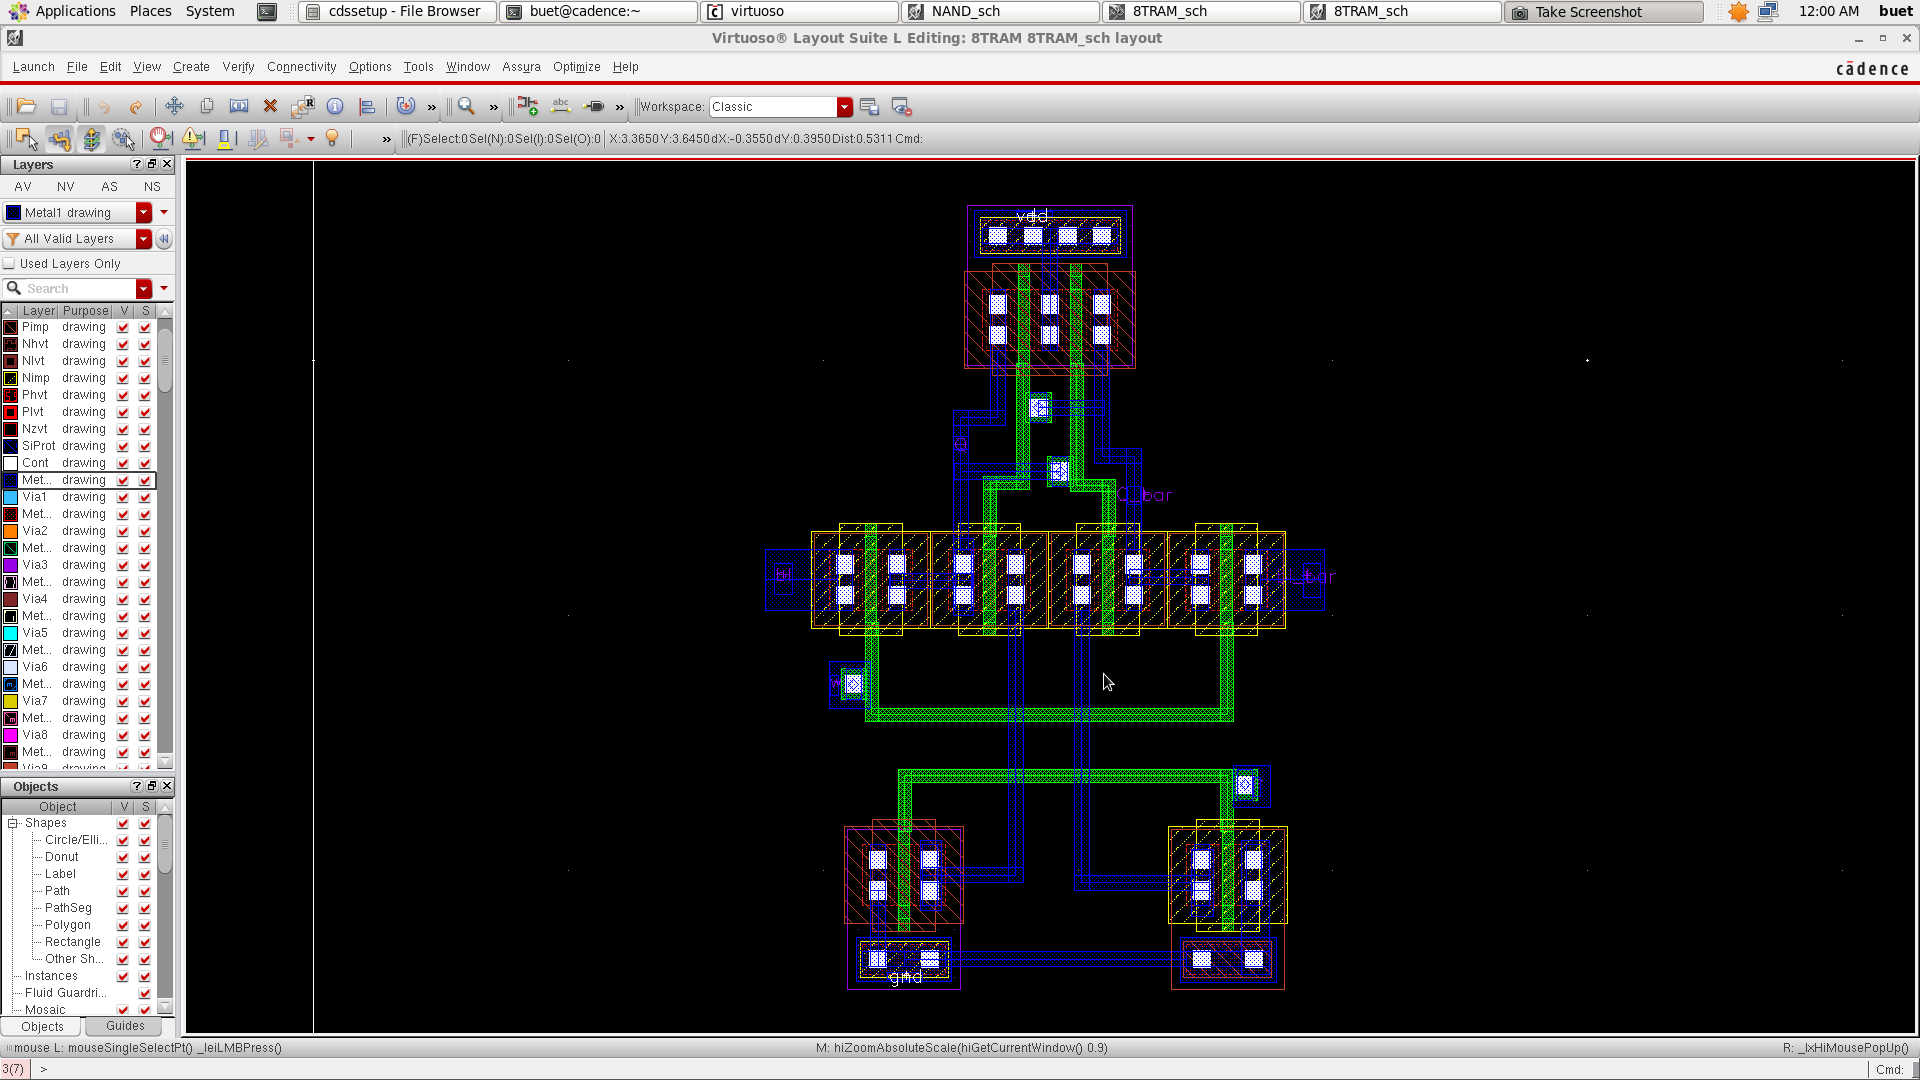 Applications Places System cdssetup - File Browser buet@cadence:~ virtuoso NAND_sch 8TRAM_sch 8TRAM_sch Take Screenshot 12:00 AM buet
Virtuoso® Layout Suite L Editing: 8TRAM 8TRAM_sch layout
Launch File Edit View Create Verify Connectivity Options Tools Window Assura Optimize Help cādence
» » abc » Workspace: Classic
» (F)Select:0 Sel(N):0 Sel(I):0 Sel(O):0 X:3.3650 Y:3.6450 dX:-0.3550 dY:0.3950 Dist:0.5311 Cmd:
Layers
AV NV AS NS
Metal1 drawing
All Valid Layers
Used Layers Only
Search
Layer Purpose V S
Pimp drawing
Nhvt drawing
Nlvt drawing
Nimp drawing
Phvt drawing
Plvt drawing
Nzvt drawing
SiProt drawing
Cont drawing
Met... drawing
Via1 drawing
Met... drawing
Via2 drawing
Met... drawing
Via3 drawing
Met... drawing
Via4 drawing
Met... drawing
Via5 drawing
Met... drawing
Via6 drawing
Met... drawing
Via7 drawing
Met... drawing
Via8 drawing
Met... drawing
Via9 drawing
Objects
Object V S
Shapes
Circle/Elli...
Donut
Label
Path
PathSeg
Polygon
Rectangle
Other Sh...
Instances
Fluid Guardri...
Mosaic
Objects Guides
vdd
Q
Q_bar
gnd
mouse L: mouseSingleSelectPt() _leiLMBPress() M: hiZoomAbsoluteScale(hiGetCurrentWindow() 0.9) R: _lxHiMousePopUp()
3(7) > Cmd: